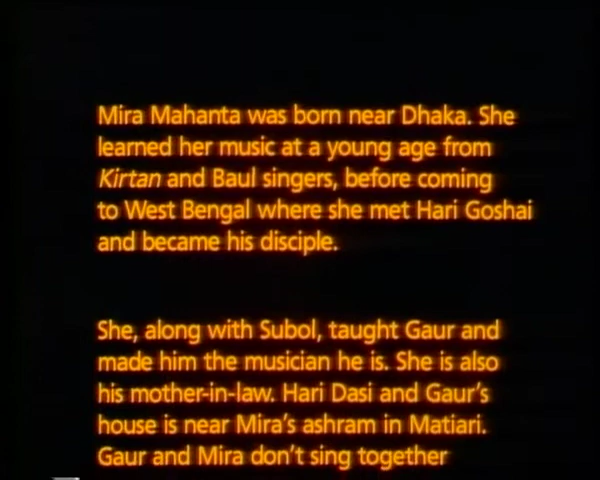 Mira Mahanta was born near Dhaka. She
learned her music at a young age from
Kirtan and Baul singers, before coming
to West Bengal where she met Hari Goshai
and became his disciple.
She, along with Subol, taught Gaur and
made him the musician he is. She is also
his mother-in-law. Hari Dasi and Gaur's
house is near Mira's ashram in Matiari.
Gaur and Mira don't sing together